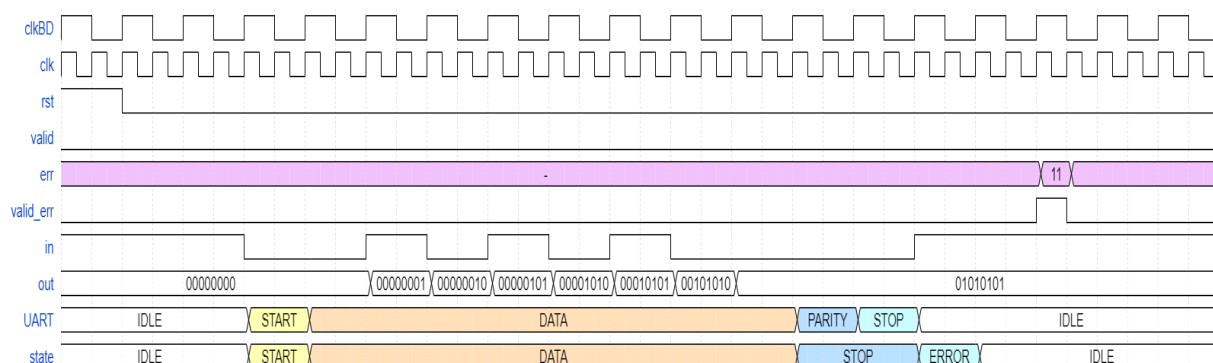 clkBD
clk
rst
valid
err - 11
valid_err
in
out 00000000 00000001 00000010 00000101 00001010 00010101 00101010 01010101
UART IDLE START DATA PARITY STOP IDLE
state IDLE START DATA STOP ERROR IDLE